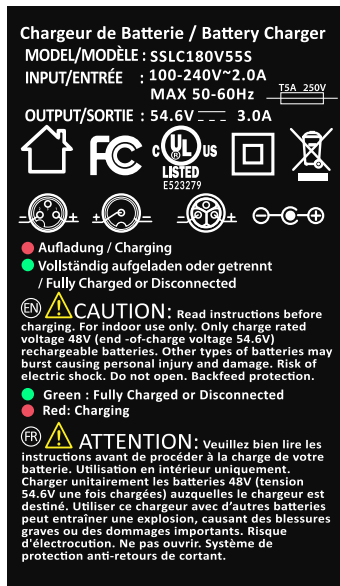 Chargeur de Batterie / Battery Charger
MODEL/MODÈLE : SSLC180V55S
INPUT/ENTRÉE : 100-240V~2.0A
MAX 50-60Hz
T5A 250V
OUTPUT/SORTIE : 54.6V 3.0A
FC
c UL US
®
LISTED
E523279
- + + - - + - +
Aufladung / Charging
Vollständig aufgeladen oder getrennt
/ Fully Charged or Disconnected
EN CAUTION: Read instructions before
charging. For indoor use only. Only charge rated
voltage 48V (end -of-charge voltage 54.6V)
rechargeable batteries. Other types of batteries may
burst causing personal injury and damage. Risk of
electric shock. Do not open. Backfeed protection.
Green : Fully Charged or Disconnected
Red: Charging
FR ATTENTION: Veuillez bien lire les
instructions avant de procéder à la charge de votre
batterie. Utilisation en intérieur uniquement.
Charger unitairement les batteries 48V (tension
54.6V une fois chargées) auzquelles le chargeur est
destiné. Utiliser ce chargeur avec d'autres batteries
peut entraîner une explosion, causant des blessures
graves ou des dommages importants. Risque
d'électrocution. Ne pas ouvrir. Système de
protection anti-retours de cortant.